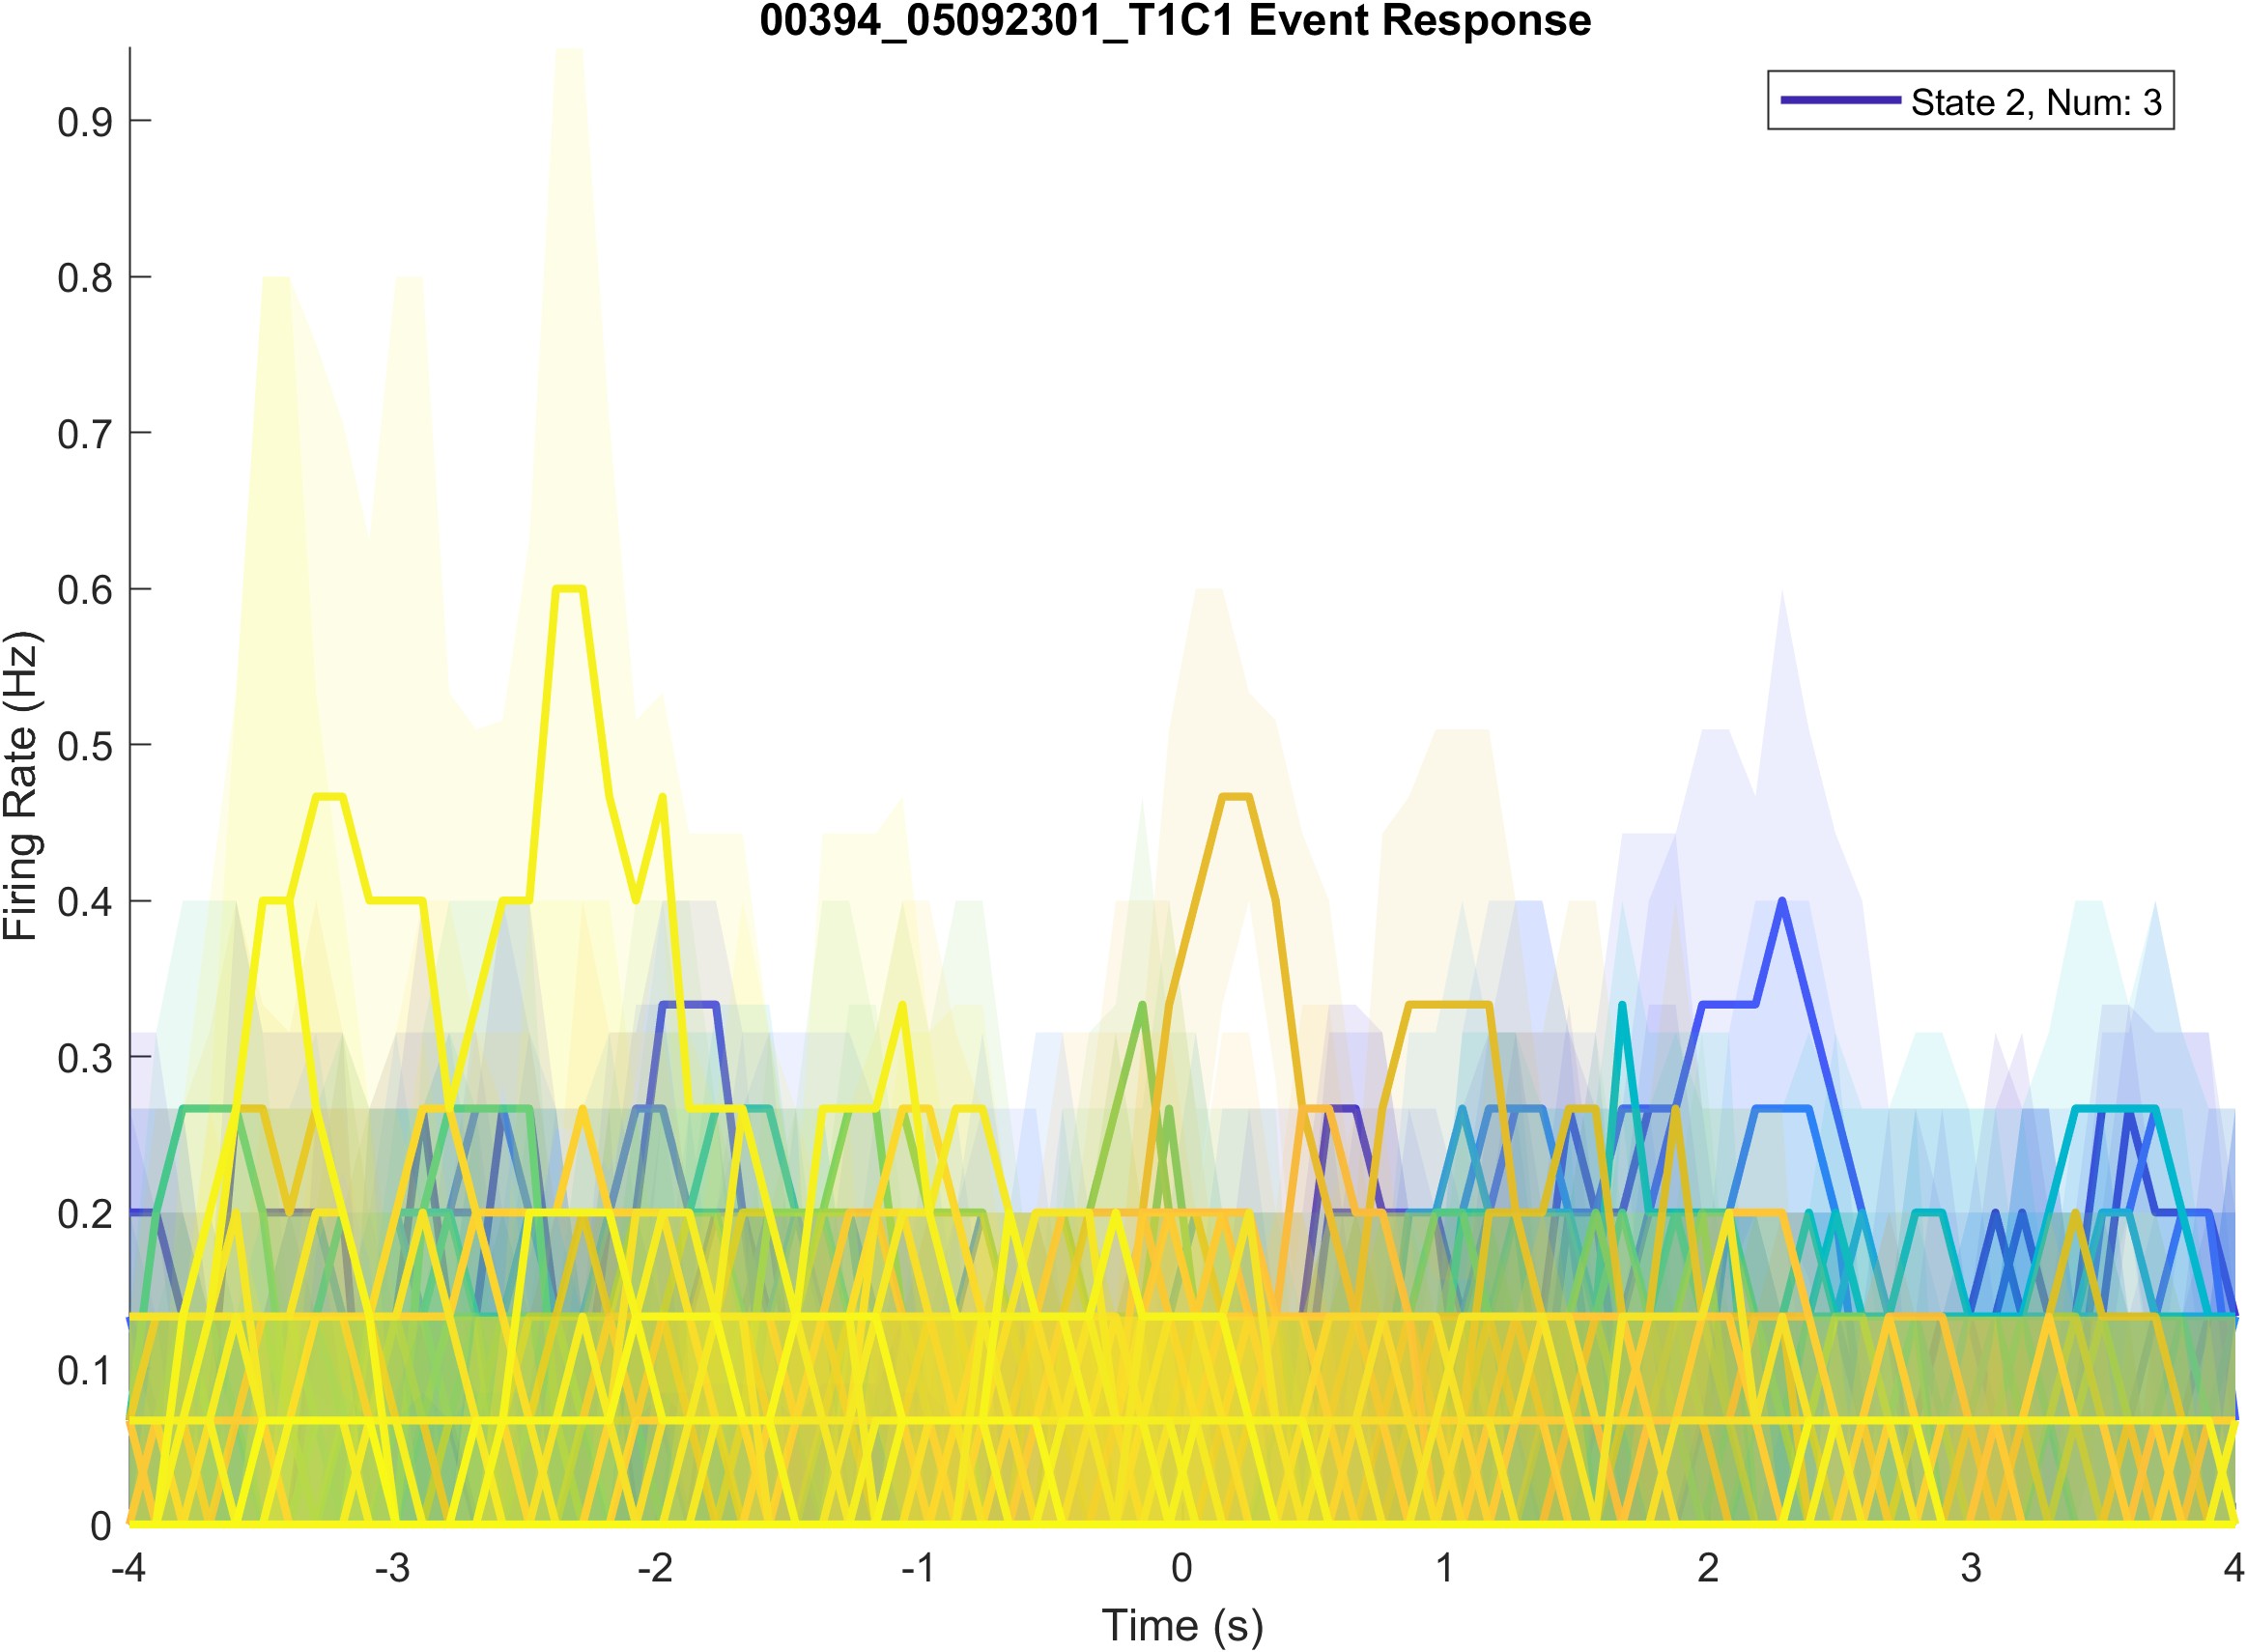 00394_05092301_T1C1 Event Response
State 2, Num: 3
Firing Rate (Hz)
0.9
0.8
0.7
0.6
0.5
0.4
0.3
0.2
0.1
0
-4 -3 -2 -1 0 1 2 3 4
Time (s)